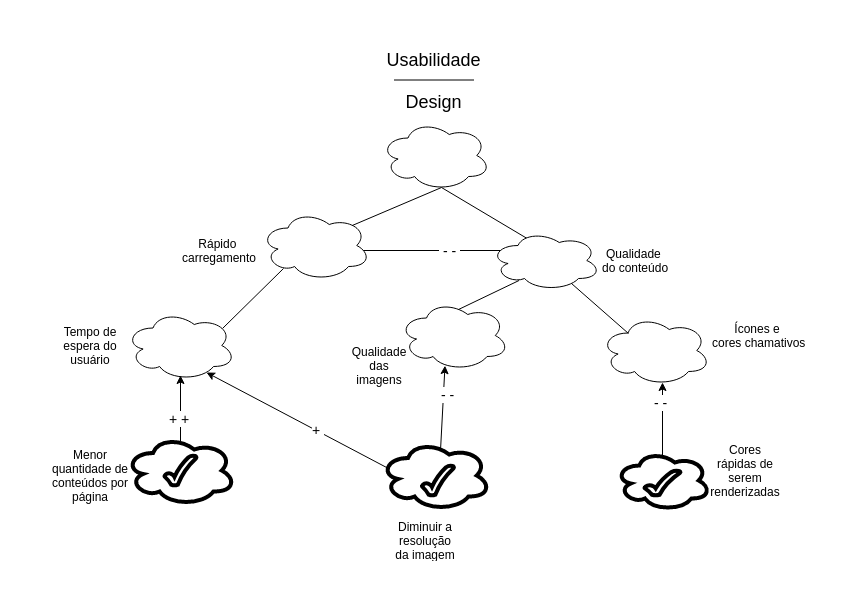 Usabilidade
Design
Rápido
carregamento
- -
Qualidade
do conteúdo
Tempo de
espera do
usuário
Qualidade
das
imagens
Ícones e
cores chamativos
+ +
+
- -
- -
Menor
quantidade de
conteúdos por
página
Diminuir a
resolução
da imagem
Cores
rápidas de
serem
renderizadas